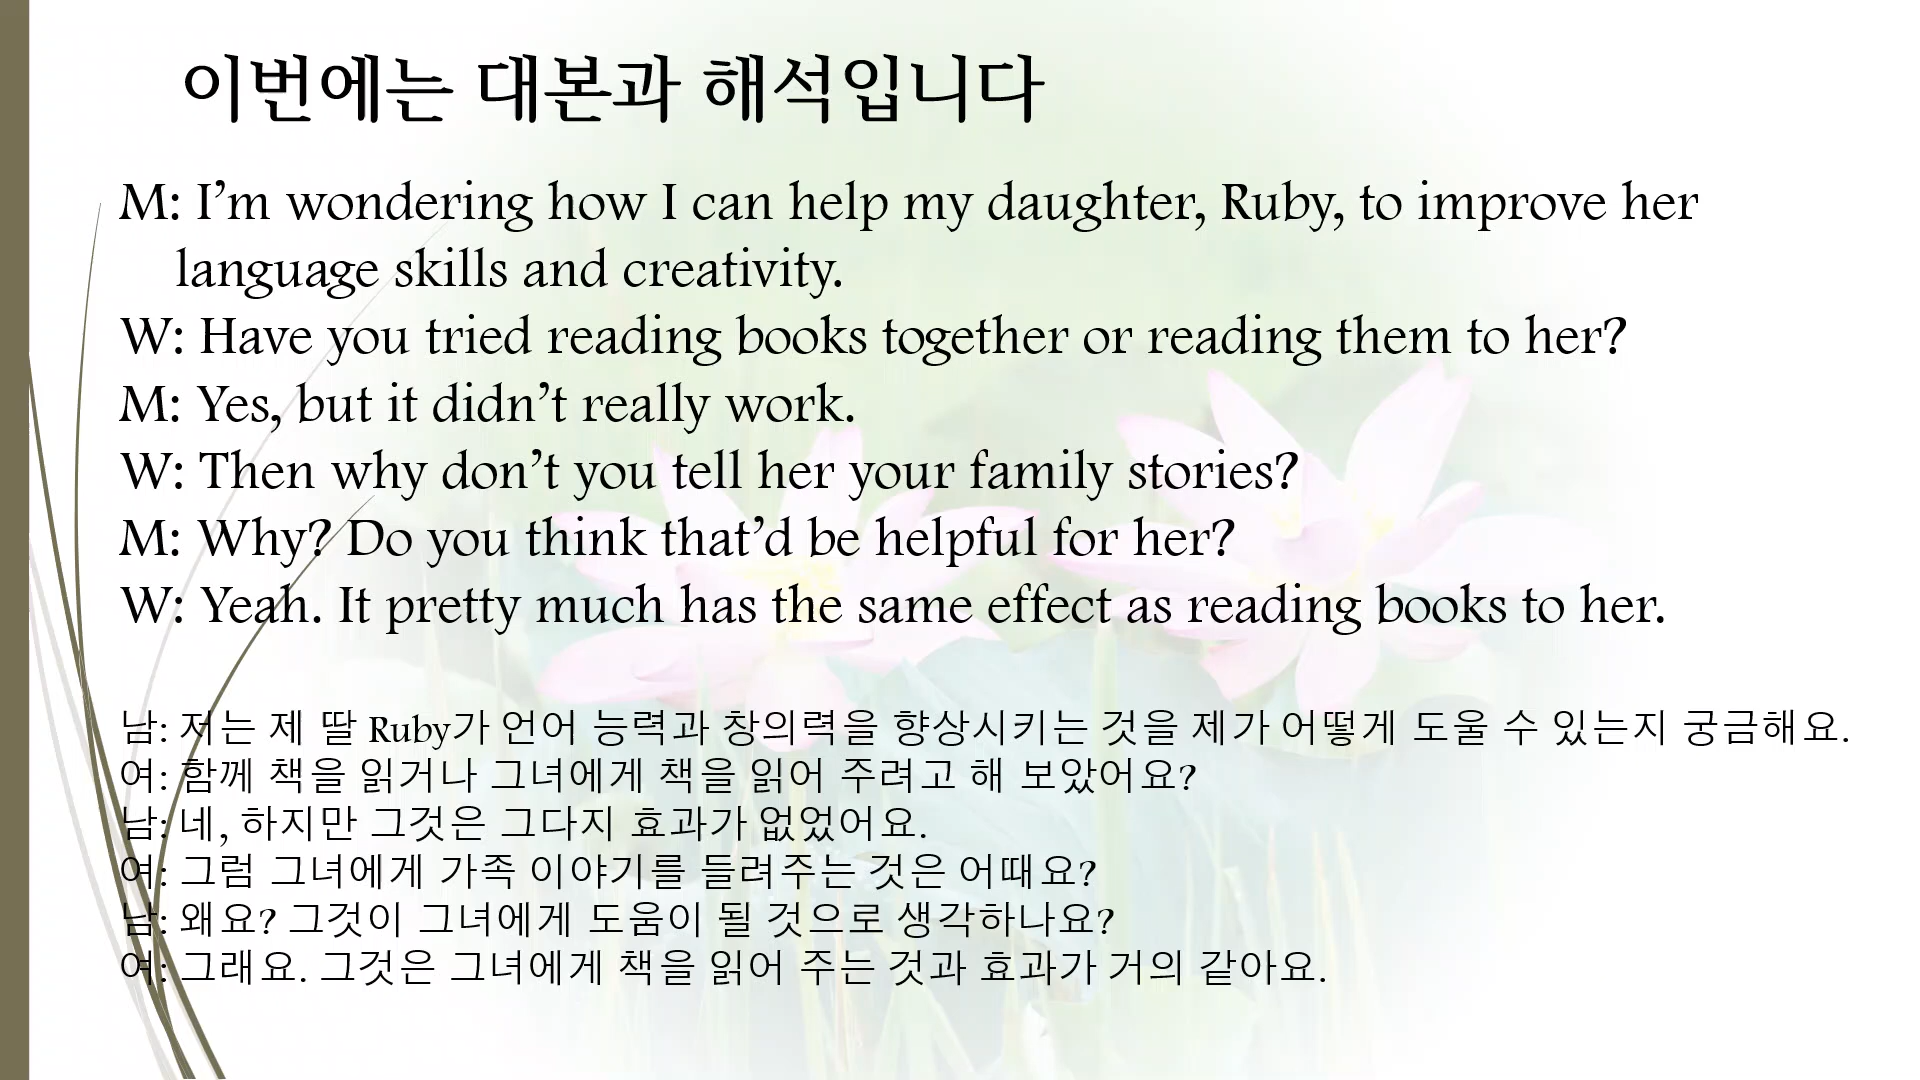 이번에는 대본과 해석입니다
M: I’m wondering how I can help my daughter, Ruby, to improve her
language skills and creativity.
W: Have you tried reading books together or reading them to her?
M: Yes, but it didn’t really work.
W: Then why don’t you tell her your family stories?
M: Why? Do you think that’d be helpful for her?
W: Yeah. It pretty much has the same effect as reading books to her.
남: 저는 제 딸 Ruby가 언어 능력과 창의력을 향상시키는 것을 제가 어떻게 도울 수 있는지 궁금해요.
여: 함께 책을 읽거나 그녀에게 책을 읽어 주려고 해 보았어요?
남: 네, 하지만 그것은 그다지 효과가 없었어요.
여: 그럼 그녀에게 가족 이야기를 들려주는 것은 어때요?
남: 왜요? 그것이 그녀에게 도움이 될 것으로 생각하나요?
여: 그래요. 그것은 그녀에게 책을 읽어 주는 것과 효과가 거의 같아요.